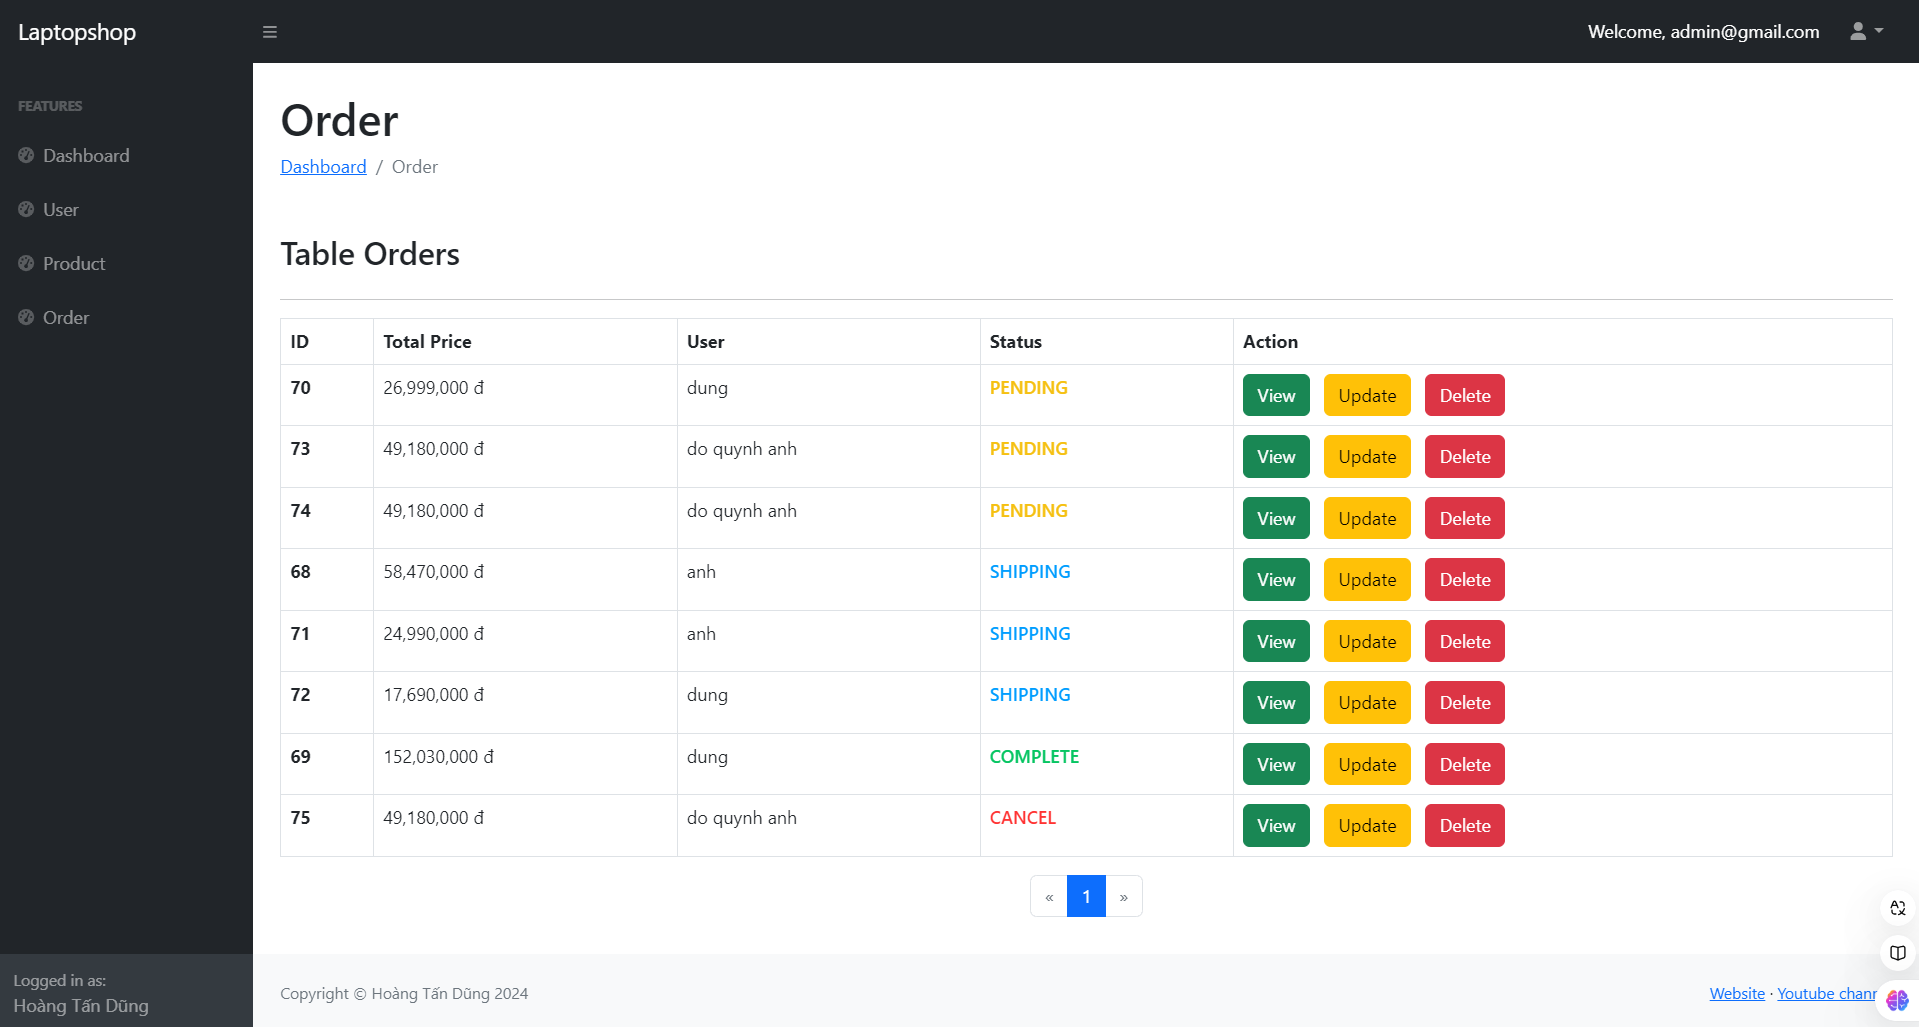 Laptopshop
Welcome, admin@gmail.com
FEATURES
Dashboard
User
Product
Order
Order
Dashboard / Order
Table Orders
ID Total Price User Status Action
70 26,999,000 đ dung PENDING View Update Delete
73 49,180,000 đ do quynh anh PENDING View Update Delete
74 49,180,000 đ do quynh anh PENDING View Update Delete
68 58,470,000 đ anh SHIPPING View Update Delete
71 24,990,000 đ anh SHIPPING View Update Delete
72 17,690,000 đ dung SHIPPING View Update Delete
69 152,030,000 đ dung COMPLETE View Update Delete
75 49,180,000 đ do quynh anh CANCEL View Update Delete
« 1 »
Logged in as:
Hoàng Tấn Dũng
Copyright © Hoàng Tấn Dũng 2024
Website · Youtube